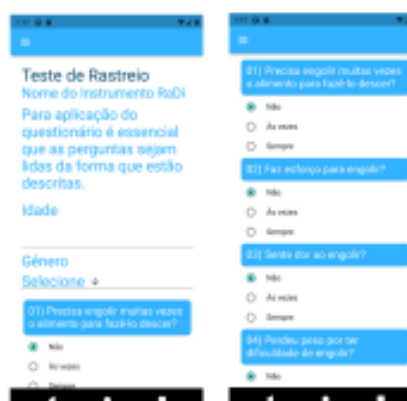 Teste de Rastreio
Nome do Instrumento RaDi
Para aplicação do
questionário é essencial
que as perguntas sejam
lidas da forma que estão
descritas.
Idade
Gênero
Selecione
01) Precisa engolir muitas vezes
o alimento para fazê-lo descer?
Não
Às vezes
Sempre
01) Precisa engolir muitas vezes
o alimento para fazê-lo descer?
Não
Às vezes
Sempre
02) Faz esforço para engolir?
Não
Às vezes
Sempre
03) Sente dor ao engolir?
Não
Às vezes
Sempre
04) Perdeu peso por ter
dificuldade de engolir?
Não